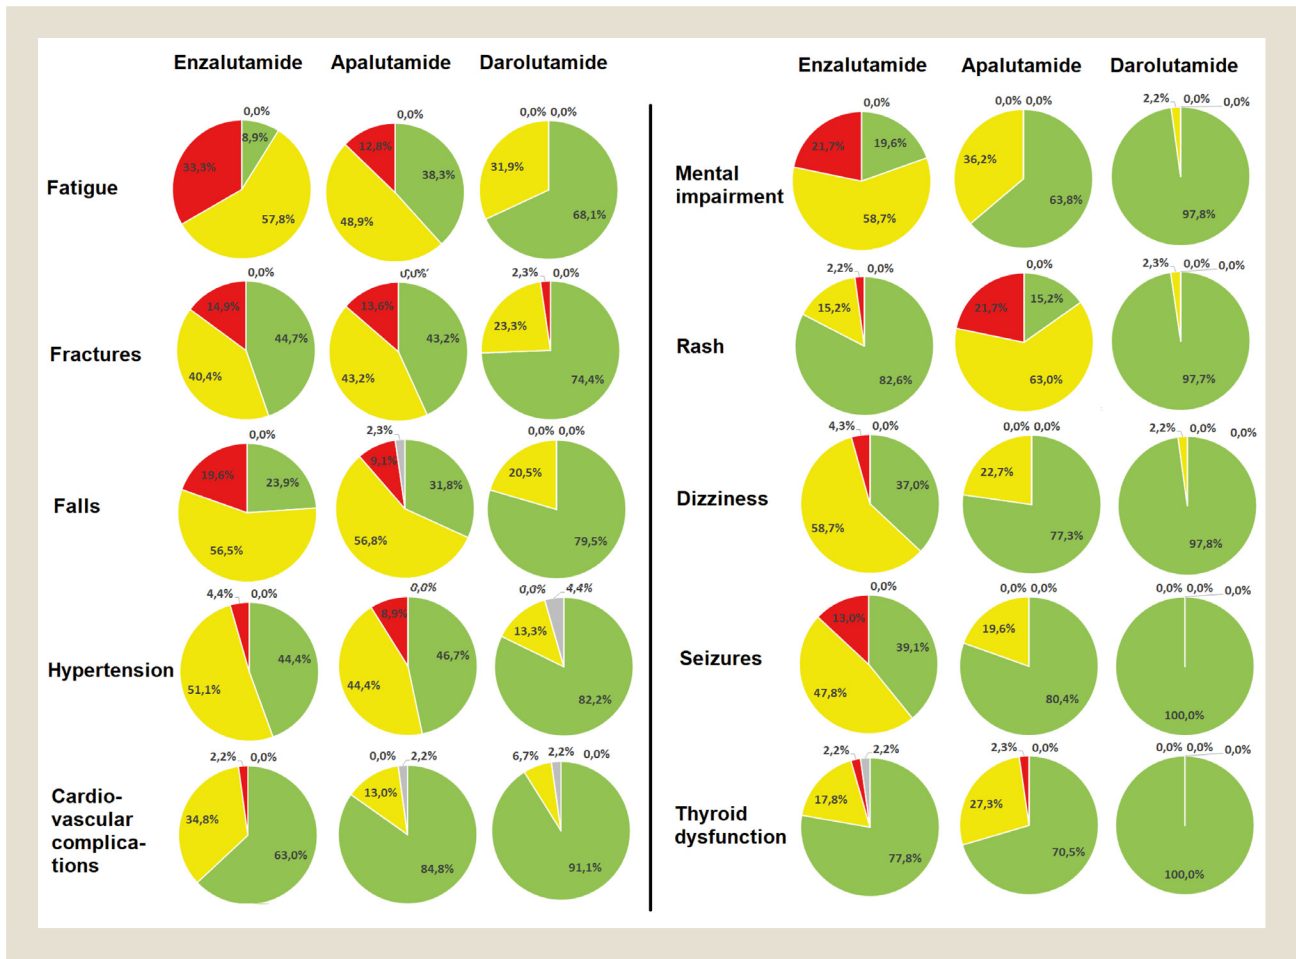 Enzalutamide Apalutamide Darolutamide
Fatigue
0,0% 8,9% 57,8% 33,3%
0,0% 38,3% 48,9% 12,8%
0,0% 0,0% 68,1% 31,9%
Fractures
0,0% 44,7% 40,4% 14,9%
0,0% 43,2% 43,2% 13,6%
2,3% 0,0% 74,4% 23,3%
Falls
0,0% 23,9% 56,5% 19,6%
2,3% 31,8% 56,8% 9,1%
0,0% 0,0% 79,5% 20,5%
Hypertension
4,4% 0,0% 44,4% 51,1%
0,0% 46,7% 44,4% 8,9%
0,0% 4,4% 82,2% 13,3%
Cardio-
vascular
complica-
tions
2,2% 0,0% 63,0% 34,8%
0,0% 2,2% 84,8% 13,0%
6,7% 2,2% 0,0% 91,1%
Enzalutamide Apalutamide Darolutamide
Mental
impairment
0,0% 19,6% 58,7% 21,7%
0,0% 0,0% 63,8% 36,2%
2,2% 0,0% 0,0% 97,8%
Rash
2,2% 0,0% 82,6% 15,2%
0,0% 15,2% 63,0% 21,7%
2,3% 0,0% 0,0% 97,7%
Dizziness
4,3% 0,0% 37,0% 58,7%
0,0% 0,0% 77,3% 22,7%
2,2% 0,0% 0,0% 97,8%
Seizures
0,0% 39,1% 47,8% 13,0%
0,0% 0,0% 80,4% 19,6%
0,0% 0,0% 0,0% 100,0%
Thyroid
dysfunction
2,2% 2,2% 77,8% 17,8%
2,3% 0,0% 70,5% 27,3%
0,0% 0,0% 0,0% 100,0%